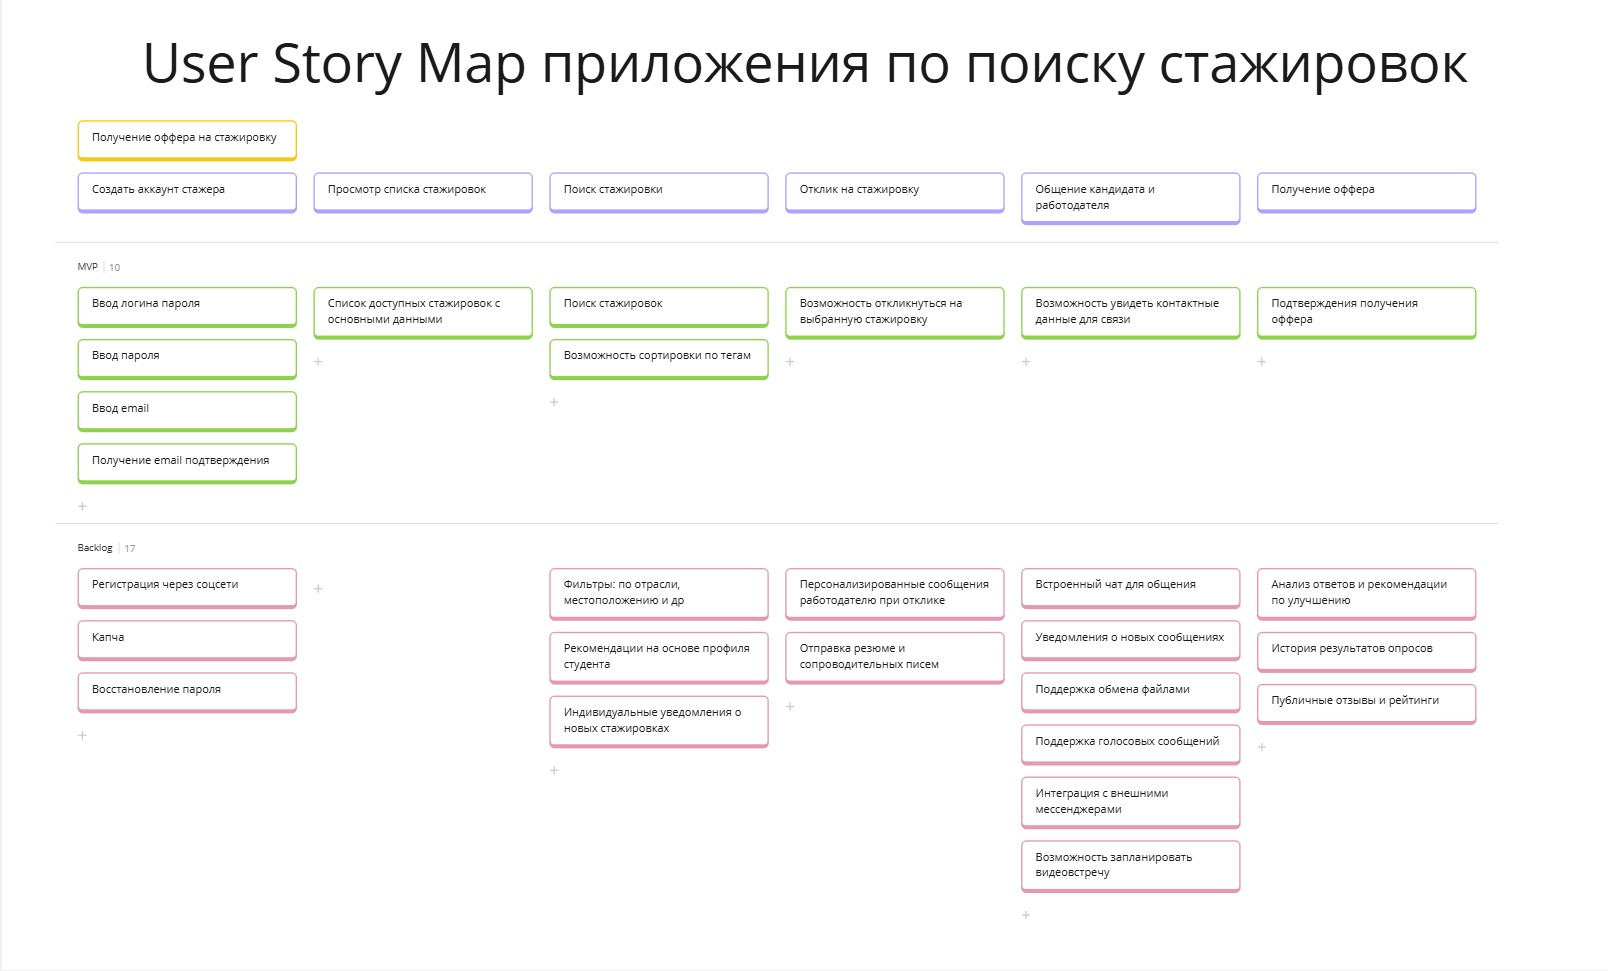 User Story Map приложения по поиску стажировок
Получение оффера на стажировку
Создать аккаунт стажера
Просмотр списка стажировок
Поиск стажировки
Отклик на стажировку
Общение кандидата и
работодателя
Получение оффера
MVP | 10
Ввод логина пароля
Список доступных стажировок с
основными данными
Поиск стажировок
Возможность откликнуться на
выбранную стажировку
Возможность увидеть контактные
данные для связи
Подтверждения получения
оффера
Ввод пароля
Возможность сортировки по тегам
Ввод email
Получение email подтверждения
Backlog | 17
Регистрация через соцсети
Фильтры: по отрасли,
местоположению и др
Персонализированные сообщения
работодателю при отклике
Встроенный чат для общения
Анализ ответов и рекомендации
по улучшению
Капча
Рекомендации на основе профиля
студента
Отправка резюме и
сопроводительных писем
Уведомления о новых сообщениях
История результатов опросов
Восстановление пароля
Индивидуальные уведомления о
новых стажировках
Поддержка обмена файлами
Публичные отзывы и рейтинги
Поддержка голосовых сообщений
Интеграция с внешними
мессенджерами
Возможность запланировать
видеовстречу